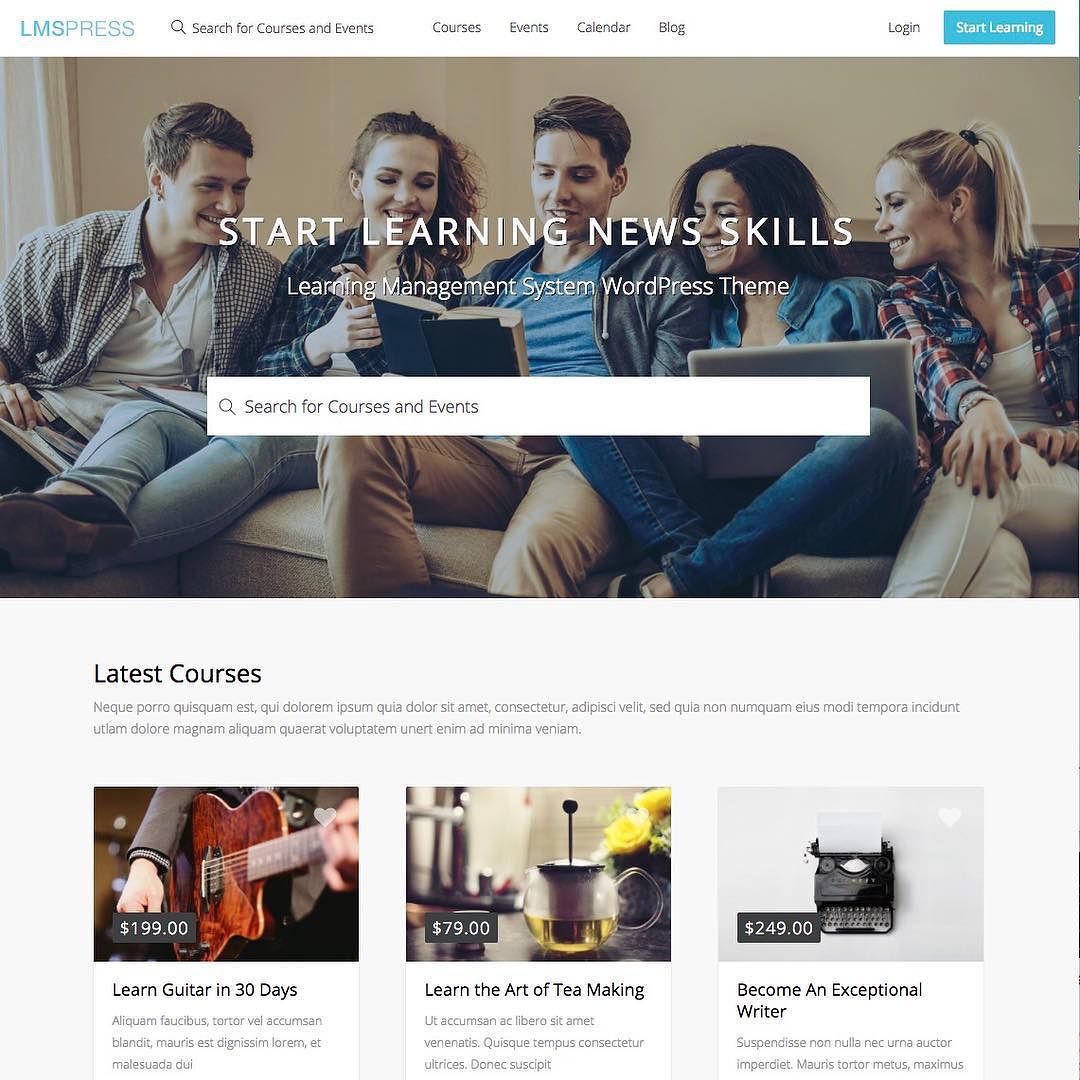 LMSPRESS
Search for Courses and Events
Courses
Events
Calendar
Blog
Login
Start Learning
START LEARNING NEWS SKILLS
Learning Management System WordPress Theme
Search for Courses and Events
Latest Courses
Neque porro quisquam est, qui dolorem ipsum quia dolor sit amet, consectetur, adipisci velit, sed quia non numquam eius modi tempora incidunt
utlam dolore magnam aliquam quaerat voluptatem unert enim ad minima veniam.
$199.00
Learn Guitar in 30 Days
Aliquam faucibus, tortor vel accumsan
blandit, mauris est dignissim lorem, et
malesuada dui
$79.00
Learn the Art of Tea Making
Ut accumsan ac libero sit amet
venenatis. Quisque tempus consectetur
ultrices. Donec suscipit
$249.00
Become An Exceptional
Writer
Suspendisse non nulla nec urna auctor
imperdiet. Mauris tortor metus, maximus